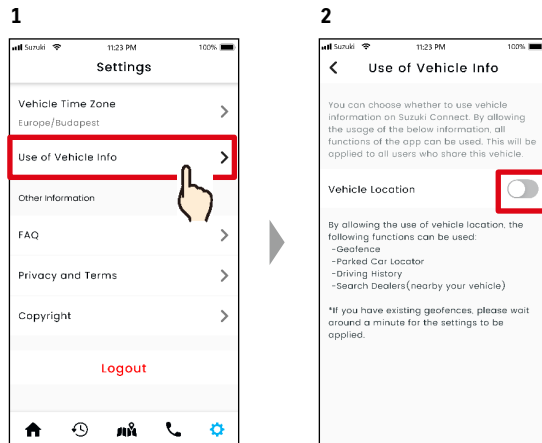 1
Suzuki 11:23 PM 100%
Settings
Vehicle Time Zone
Europe/Budapest
Use of Vehicle Info
Other Information
FAQ
Privacy and Terms
Copyright
Logout
2
Suzuki 11:23 PM 100%
Use of Vehicle Info
You can choose whether to use vehicle
information on Suzuki Connect. By allowing
the usage of the below information, all
functions of the app can be used. This will be
applied to all users who share this vehicle.
Vehicle Location
By allowing the use of vehicle location, the
following functions can be used:
-Geofence
-Parked Car Locator
-Driving History
-Search Dealers(nearby your vehicle)
*If you have existing geofences, please wait
around a minute for the settings to be
applied.